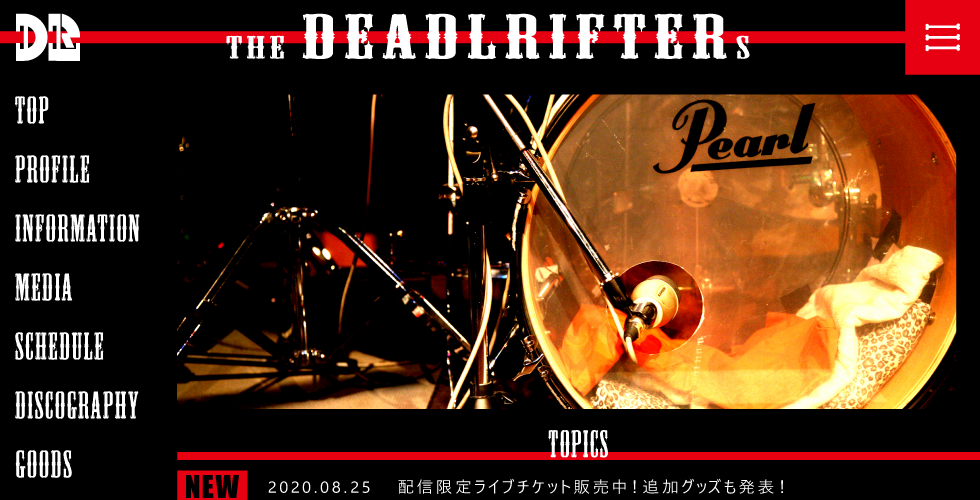 DR
THE DEADLRIFTERS
TOP
PROFILE
INFORMATION
MEDIA
SCHEDULE
DISCOGRAPHY
GOODS
Pearl
TOPICS
NEW 2020.08.25 配信限定ライブチケット販売中！追加グッズも発表！